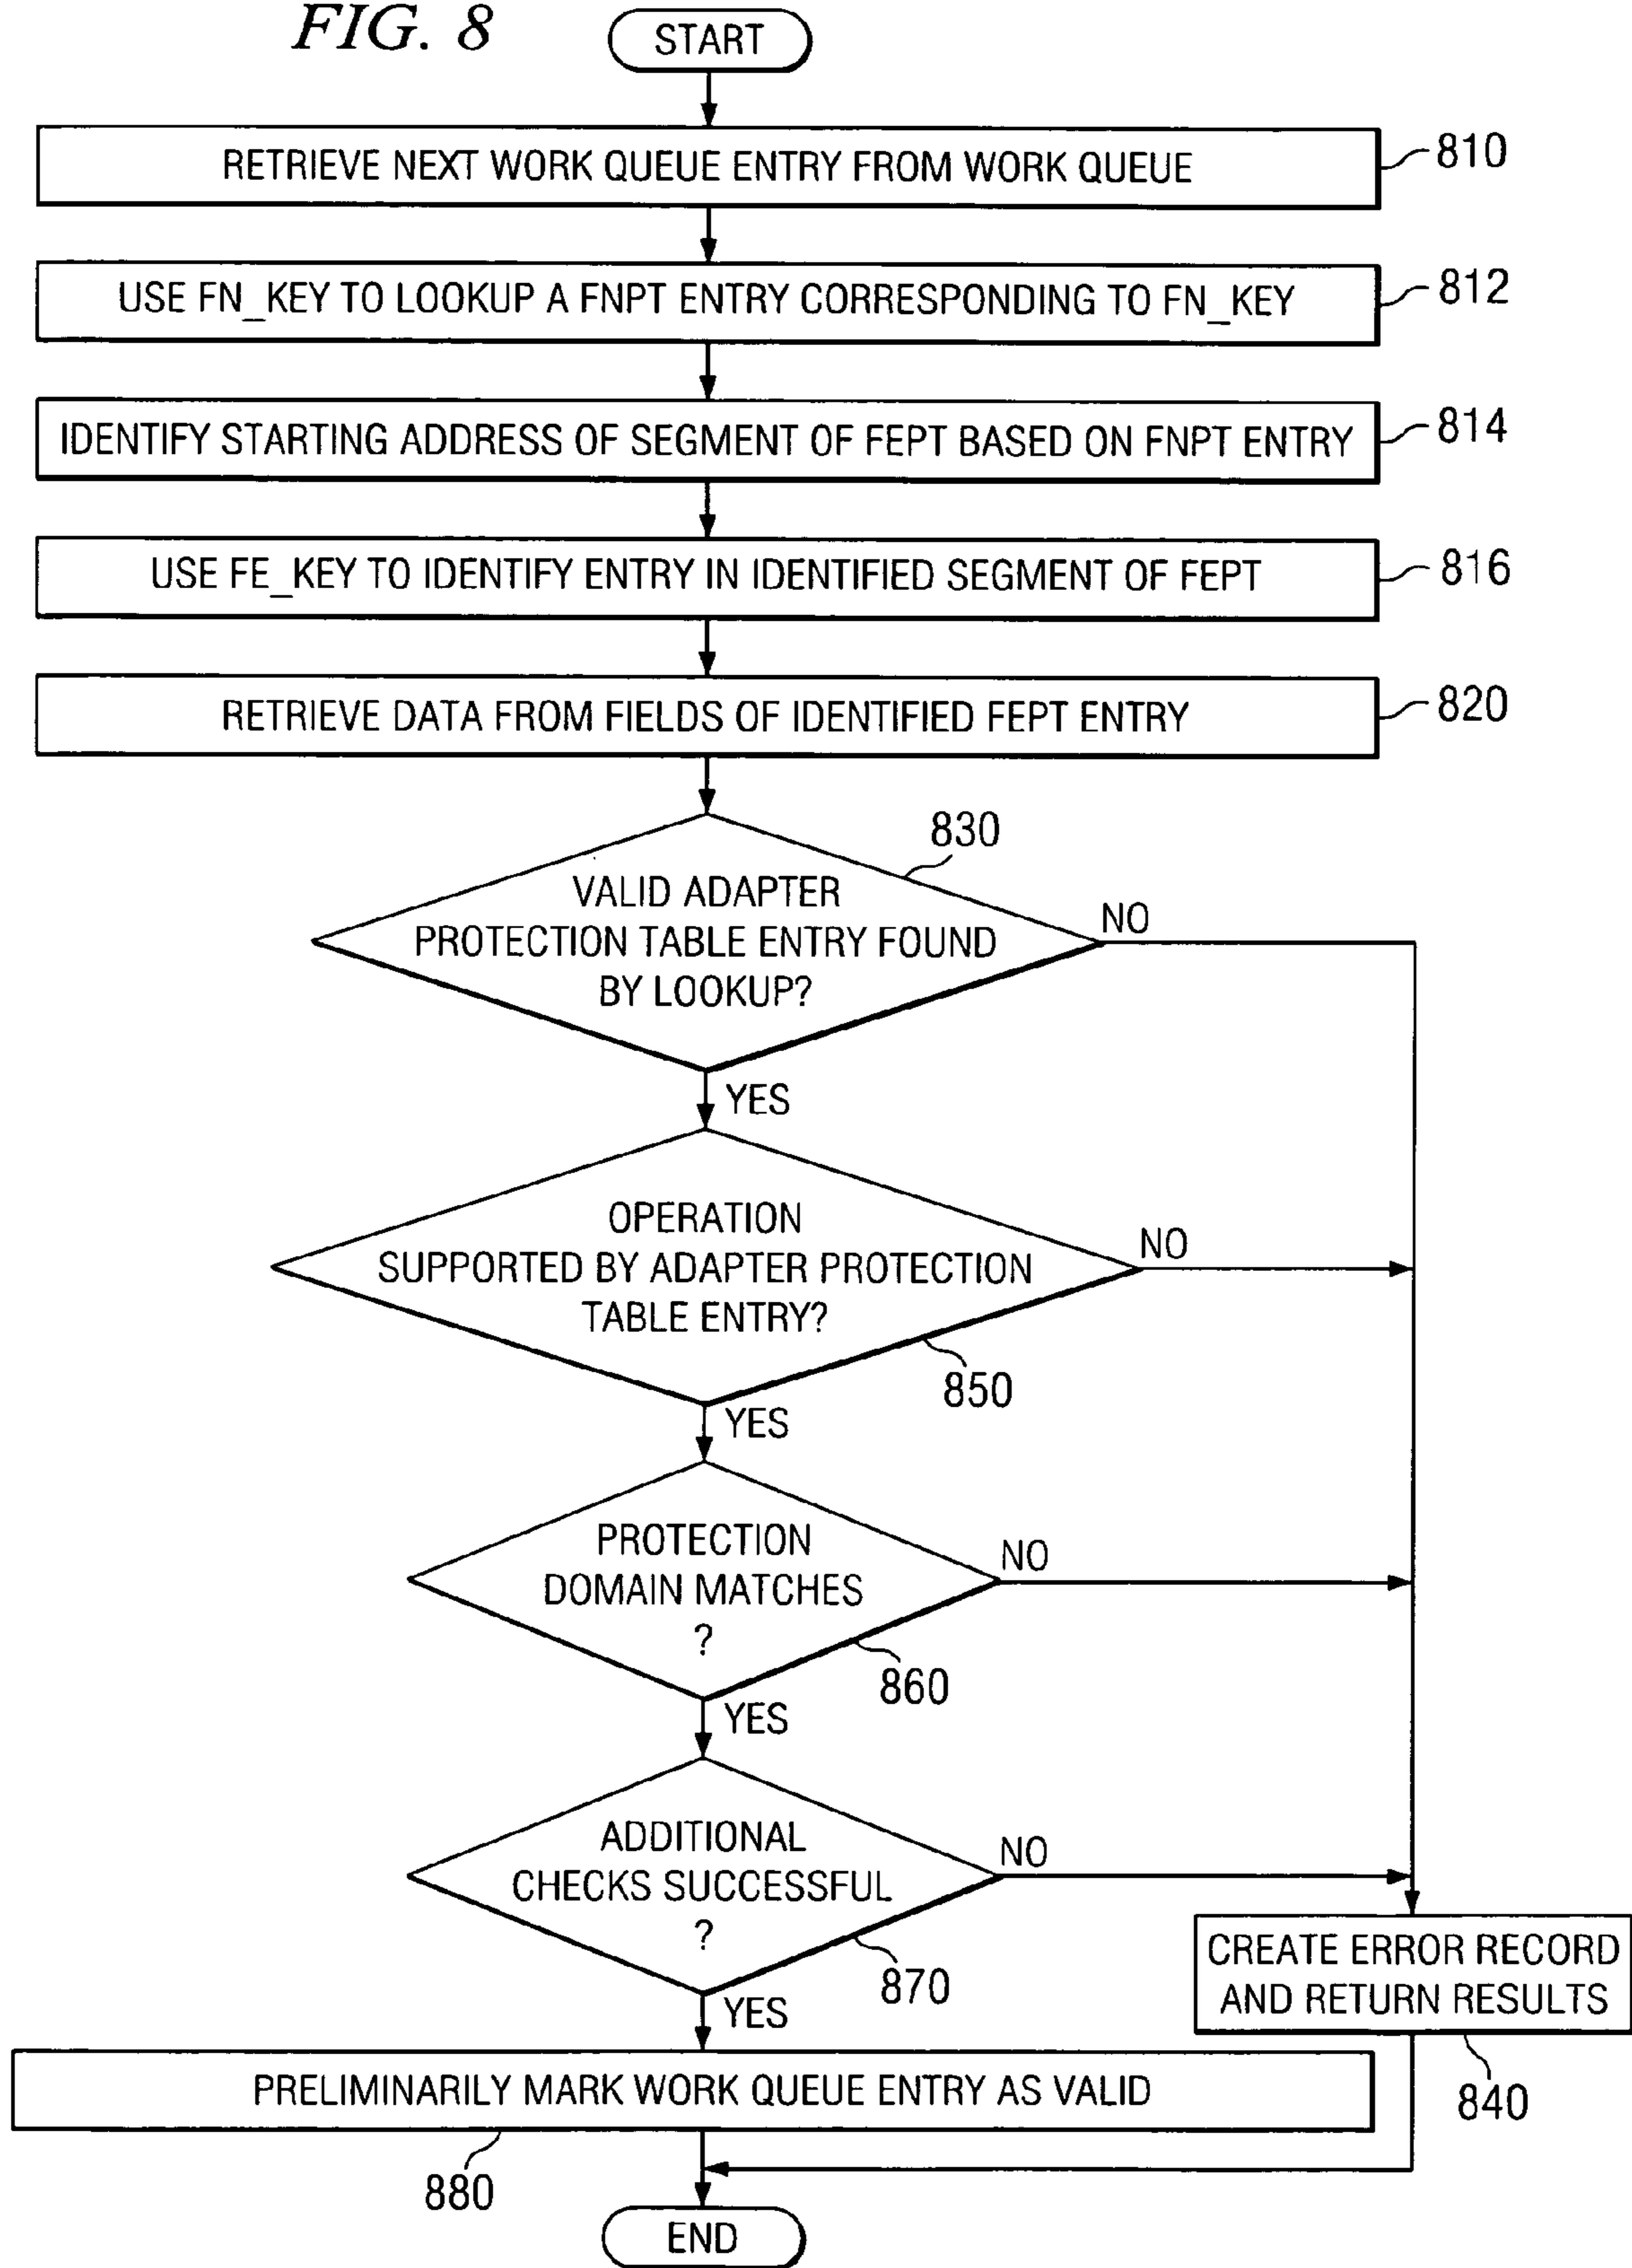 FIG. 8
START
RETRIEVE NEXT WORK QUEUE ENTRY FROM WORK QUEUE
810
USE FN_KEY TO LOOKUP A FNPT ENTRY CORRESPONDING TO FN_KEY
812
IDENTIFY STARTING ADDRESS OF SEGMENT OF FEPT BASED ON FNPT ENTRY
814
USE FE_KEY TO IDENTIFY ENTRY IN IDENTIFIED SEGMENT OF FEPT
816
RETRIEVE DATA FROM FIELDS OF IDENTIFIED FEPT ENTRY
820
830
VALID ADAPTER
PROTECTION TABLE ENTRY FOUND
BY LOOKUP?
NO
YES
OPERATION
SUPPORTED BY ADAPTER PROTECTION
TABLE ENTRY?
NO
850
YES
PROTECTION
DOMAIN MATCHES
?
NO
860
YES
ADDITIONAL
CHECKS SUCCESSFUL
?
NO
870
YES
CREATE ERROR RECORD
AND RETURN RESULTS
840
PRELIMINARILY MARK WORK QUEUE ENTRY AS VALID
880
END